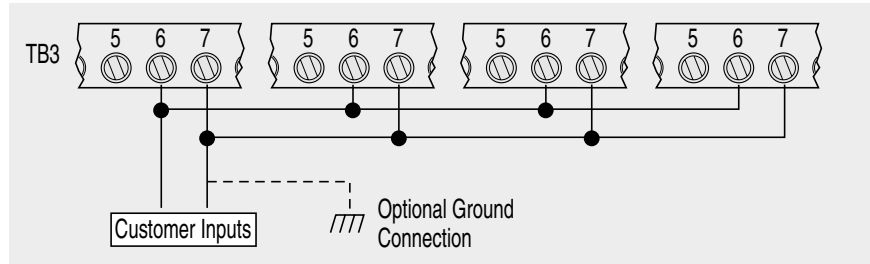 TB3
5 6 7 5 6 7 5 6 7 5 6 7
Customer Inputs
Optional Ground
Connection